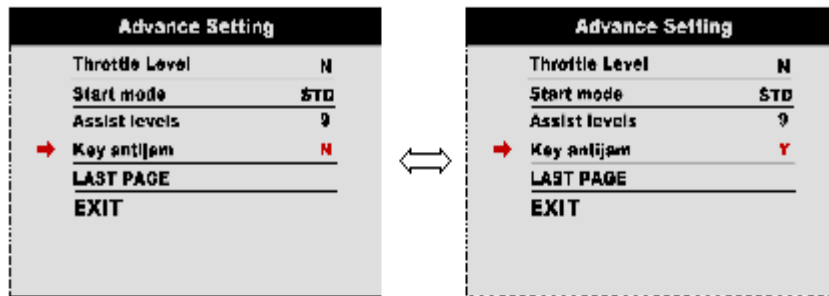 Advance Setting
Throttle Level N
Start mode STD
Assist levels 9
Key antijam N
LAST PAGE
EXIT
Advance Setting
Throttle Level N
Start mode STD
Assist levels 9
Key antijam Y
LAST PAGE
EXIT